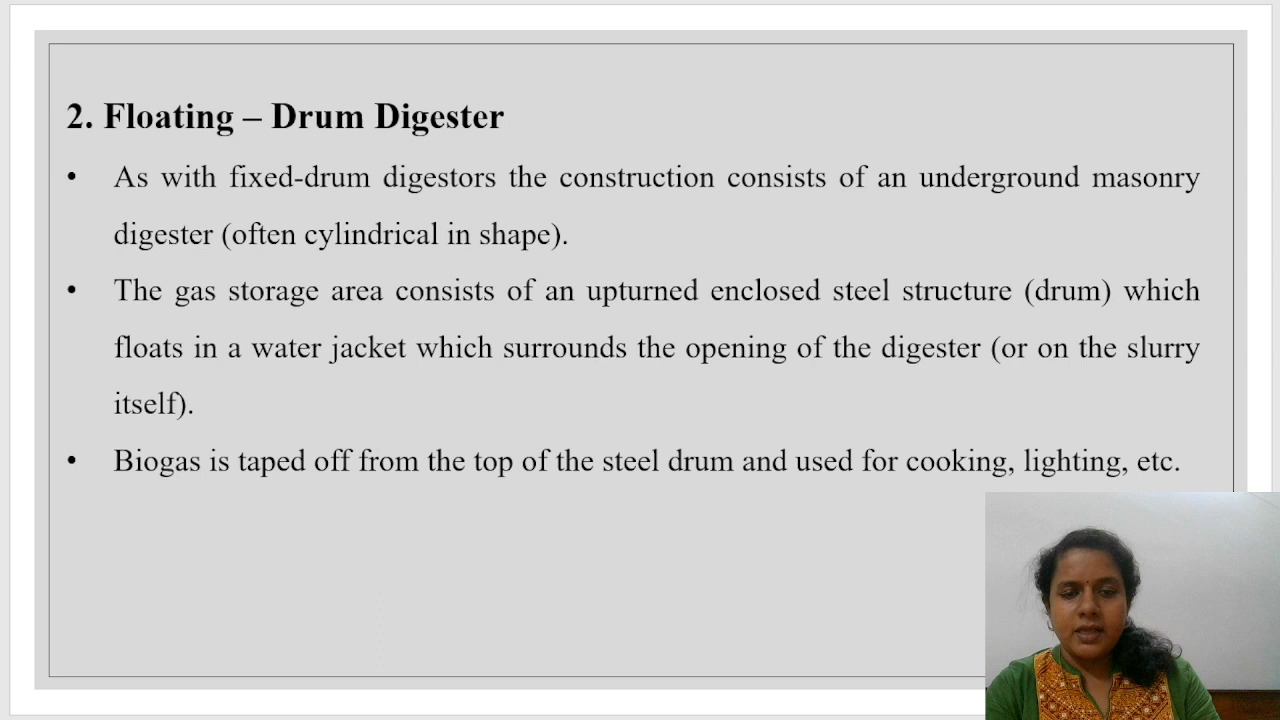 2. Floating – Drum Digester
• As with fixed-drum digestors the construction consists of an underground masonry
digester (often cylindrical in shape).
• The gas storage area consists of an upturned enclosed steel structure (drum) which
floats in a water jacket which surrounds the opening of the digester (or on the slurry
itself).
• Biogas is taped off from the top of the steel drum and used for cooking, lighting, etc.